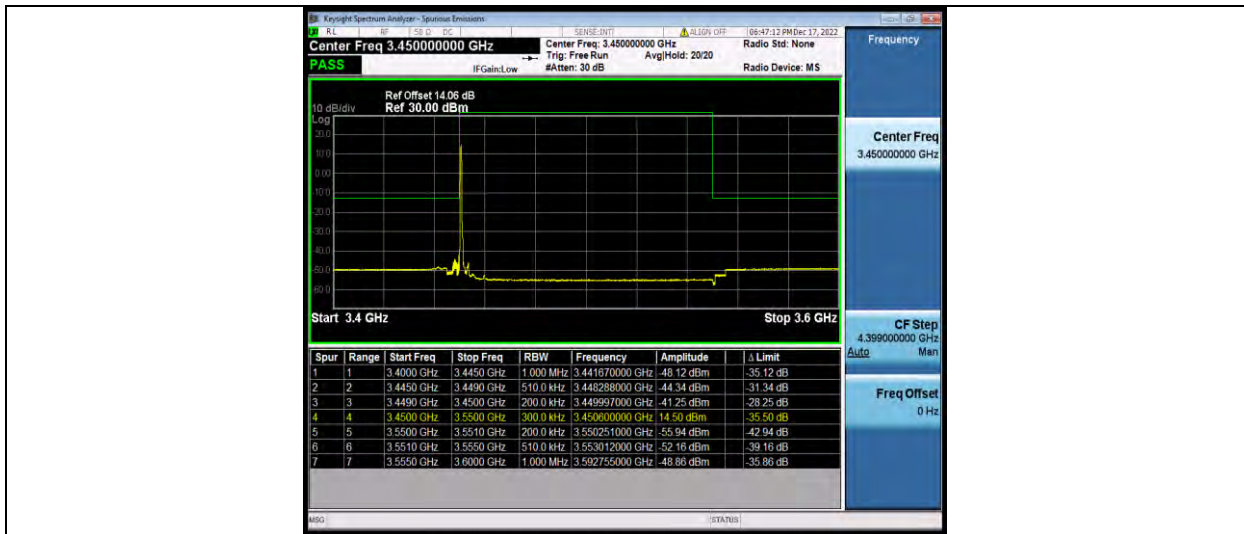 Keysight Spectrum Analyzer - Spurious Emissions
RL RF 50 Ω DC SENSE:INT ALIGN OFF 06:47:12 PM Dec 17, 2022
Center Freq 3.450000000 GHz Center Freq: 3.450000000 GHz Radio Std: None Frequency
Trig: Free Run Avg|Hold: 20/20
PASS IFGain:Low #Atten: 30 dB Radio Device: MS
Ref Offset 14.06 dB
10 dB/div Ref 30.00 dBm
Log
20.0
10.0
0.00
-10.0
-20.0
-30.0
-40.0
-50.0
-60.0
Start 3.4 GHz Stop 3.6 GHz
Center Freq
3.450000000 GHz
CF Step
4.399000000 GHz
Auto Man
Freq Offset
0 Hz
Spur Range Start Freq Stop Freq RBW Frequency Amplitude Δ Limit
1 1 3.4000 GHz 3.4450 GHz 1.000 MHz 3.441670000 GHz -48.12 dBm -35.12 dB
2 2 3.4450 GHz 3.4490 GHz 510.0 kHz 3.448288000 GHz -44.34 dBm -31.34 dB
3 3 3.4490 GHz 3.4500 GHz 200.0 kHz 3.449997000 GHz -41.25 dBm -28.25 dB
4 4 3.4500 GHz 3.5500 GHz 300.0 kHz 3.450600000 GHz 14.50 dBm -35.50 dB
5 5 3.5500 GHz 3.5510 GHz 200.0 kHz 3.550251000 GHz -55.94 dBm -42.94 dB
6 6 3.5510 GHz 3.5550 GHz 510.0 kHz 3.553012000 GHz -52.16 dBm -39.16 dB
7 7 3.5550 GHz 3.6000 GHz 1.000 MHz 3.592755000 GHz -48.86 dBm -35.86 dB
MSG STATUS